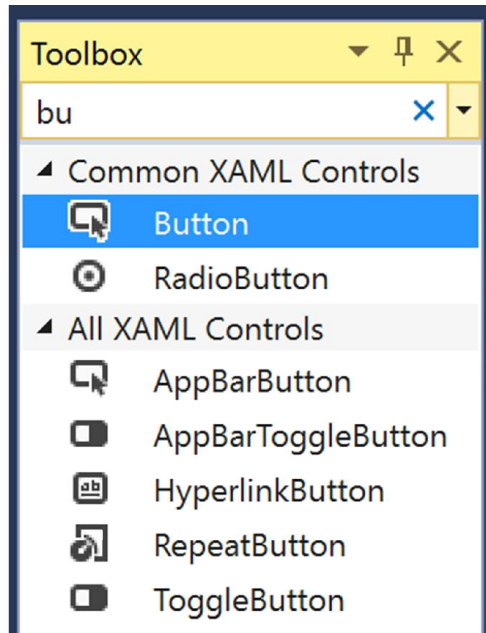 Toolbox
bu
Common XAML Controls
Button
RadioButton
All XAML Controls
AppBarButton
AppBarToggleButton
HyperlinkButton
RepeatButton
ToggleButton